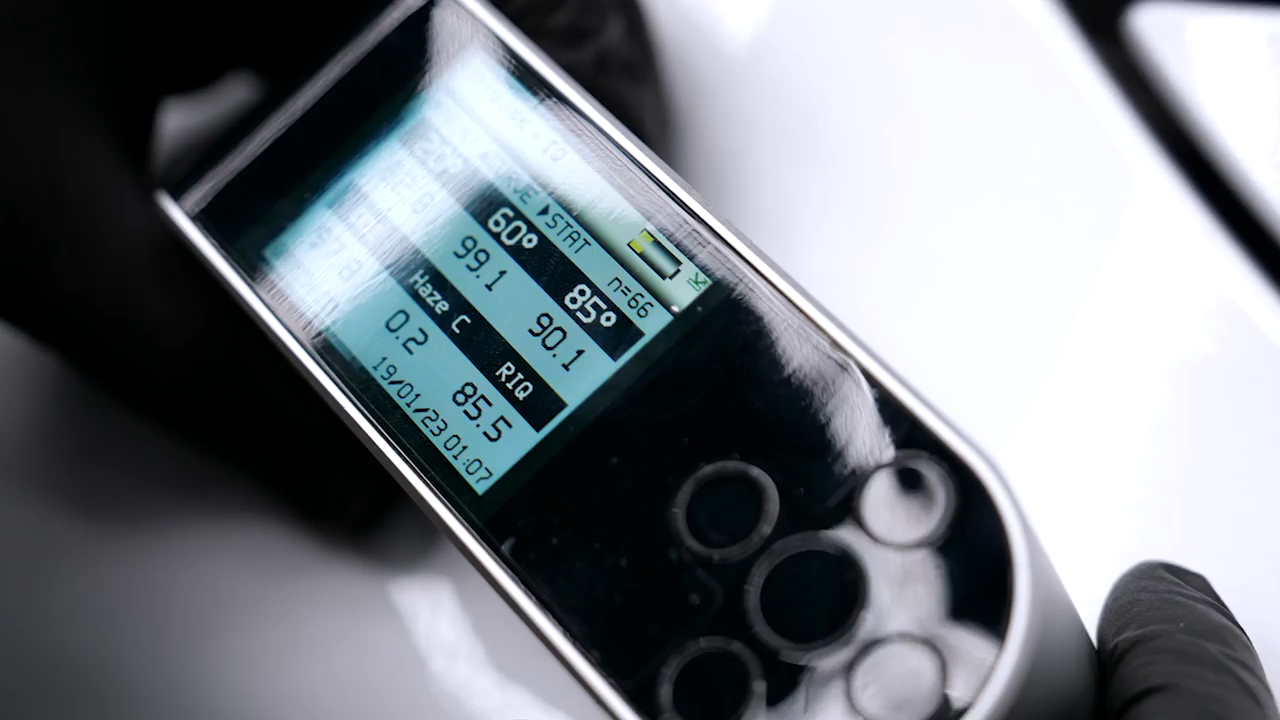 IQ
▶STAT n=66
60° 85°
99.1 90.1
Haze C RIQ
0.2 85.5
19/01/23 01:07